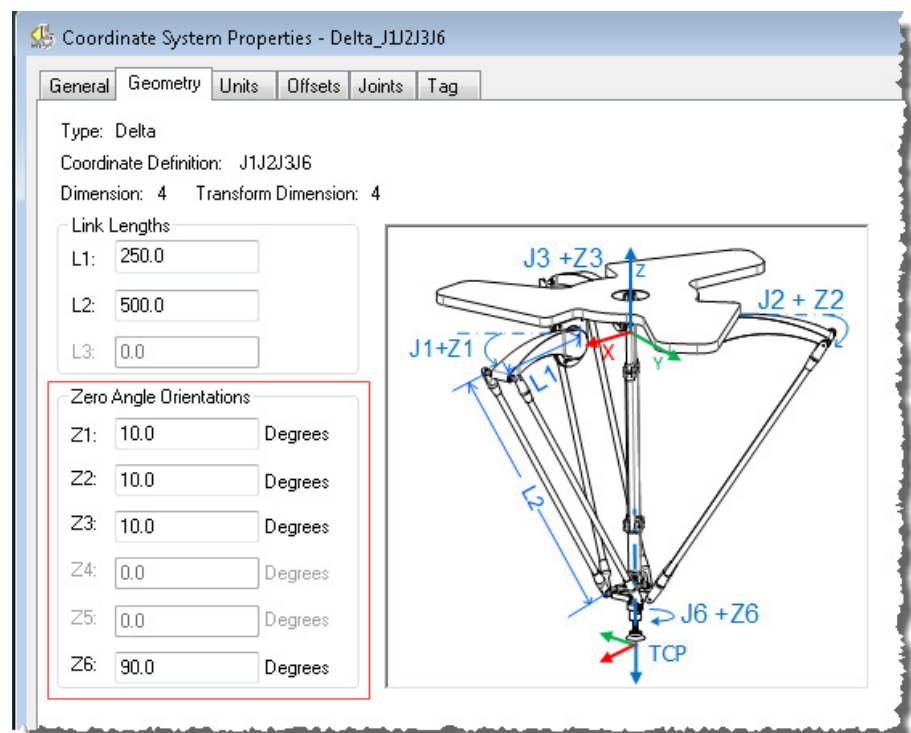 Coordinate System Properties - Delta_J1J2J3J6
General Geometry Units Offsets Joints Tag
Type: Delta
Coordinate Definition: J1J2J3J6
Dimension: 4 Transform Dimension: 4
Link Lengths
L1: 250.0
L2: 500.0
L3: 0.0
Zero Angle Orientations
Z1: 10.0 Degrees
Z2: 10.0 Degrees
Z3: 10.0 Degrees
Z4: 0.0 Degrees
Z5: 0.0 Degrees
Z6: 90.0 Degrees
J3 +Z3
Z
J2 + Z2
J1+Z1
X
Y
L1
L2
J6 +Z6
TCP